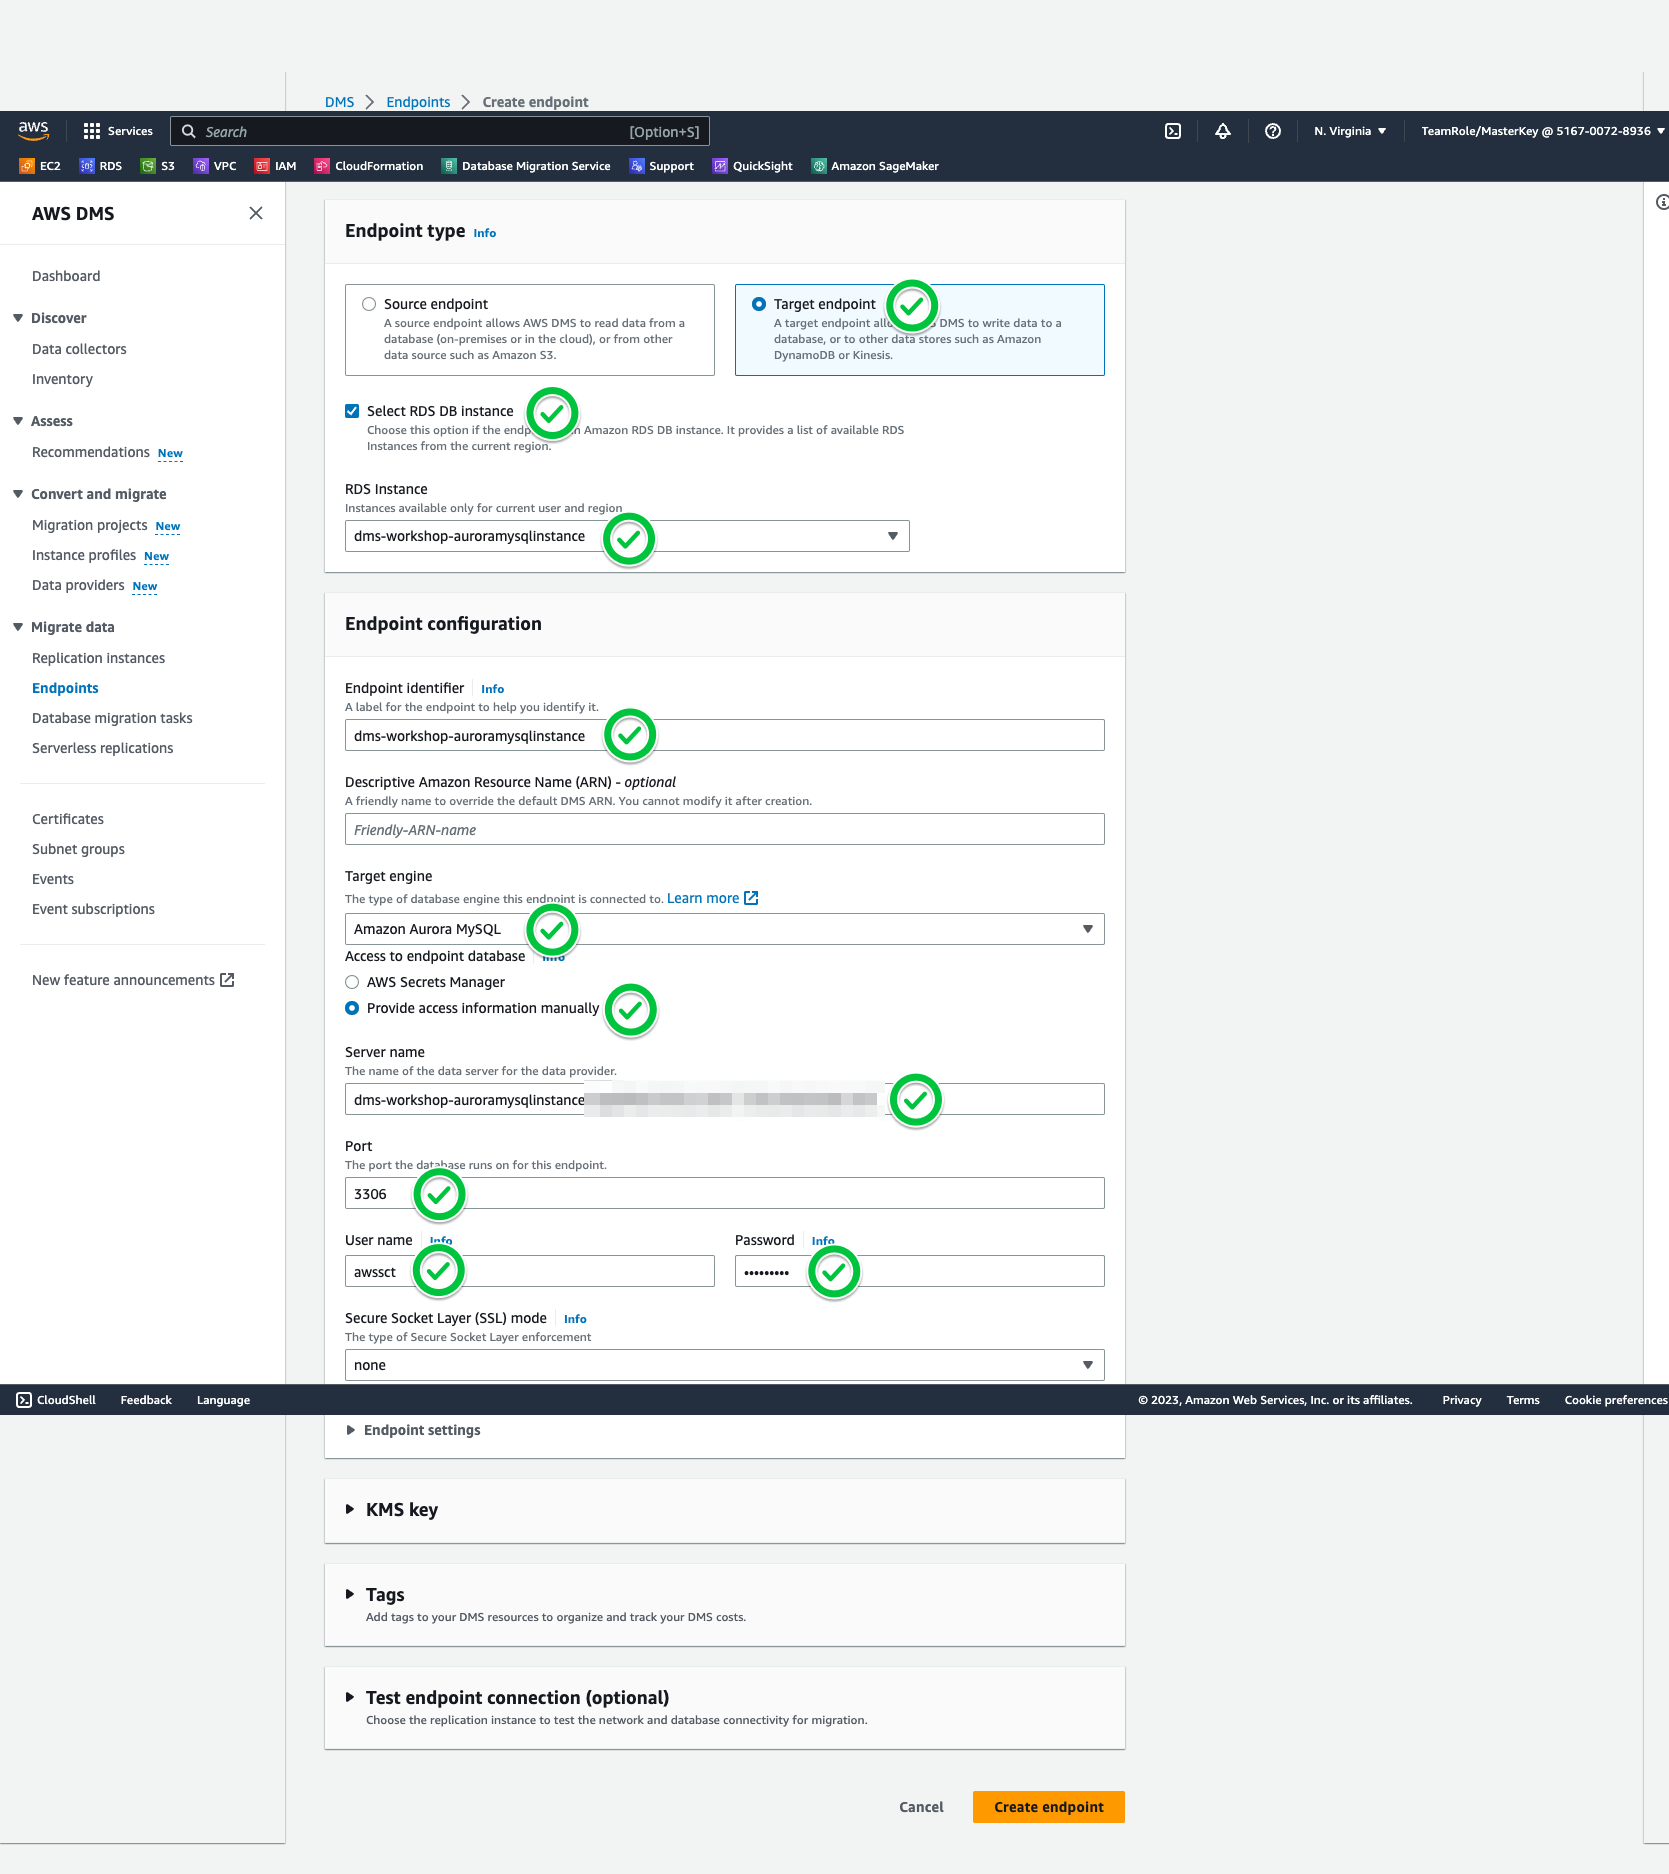 DMS > Endpoints > Create endpoint
aws Services Search [Option+S] N. Virginia ▼ TeamRole/MasterKey @ 5167-0072-8936 ▼
EC2 RDS S3 VPC IAM CloudFormation Database Migration Service Support QuickSight Amazon SageMaker
AWS DMS
Dashboard
Discover
Data collectors
Inventory
Assess
Recommendations New
Convert and migrate
Migration projects New
Instance profiles New
Data providers New
Migrate data
Replication instances
Endpoints
Database migration tasks
Serverless replications
Certificates
Subnet groups
Events
Event subscriptions
New feature announcements
Endpoint type Info
Source endpoint
A source endpoint allows AWS DMS to read data from a
database (on-premises or in the cloud), or from other
data source such as Amazon S3.
Target endpoint
A target endpoint DMS to write data to a
database, or to other data stores such as Amazon
DynamoDB or Kinesis.
Select RDS DB instance
Choose this option if the Amazon RDS DB instance. It provides a list of available RDS
Instances from the current region.
RDS Instance
Instances available only for current user and region
dms-workshop-auroramysqlinstance
Endpoint configuration
Endpoint identifier Info
A label for the endpoint to help you identify it.
dms-workshop-auroramysqlinstance
Descriptive Amazon Resource Name (ARN) - optional
A friendly name to override the default DMS ARN. You cannot modify it after creation.
Friendly-ARN-name
Target engine
The type of database engine this endpoint is connected to. Learn more
Amazon Aurora MySQL
Access to endpoint database Info
AWS Secrets Manager
Provide access information manually
Server name
The name of the data server for the data provider.
dms-workshop-auroramysqlinstance
Port
The port the database runs on for this endpoint.
3306
User name Info
awssct
Password Info
•••••••••
Secure Socket Layer (SSL) mode Info
The type of Secure Socket Layer enforcement
none
CloudShell Feedback Language © 2023, Amazon Web Services, Inc. or its affiliates. Privacy Terms Cookie preferences
Endpoint settings
KMS key
Tags
Add tags to your DMS resources to organize and track your DMS costs.
Test endpoint connection (optional)
Choose the replication instance to test the network and database connectivity for migration.
Cancel Create endpoint